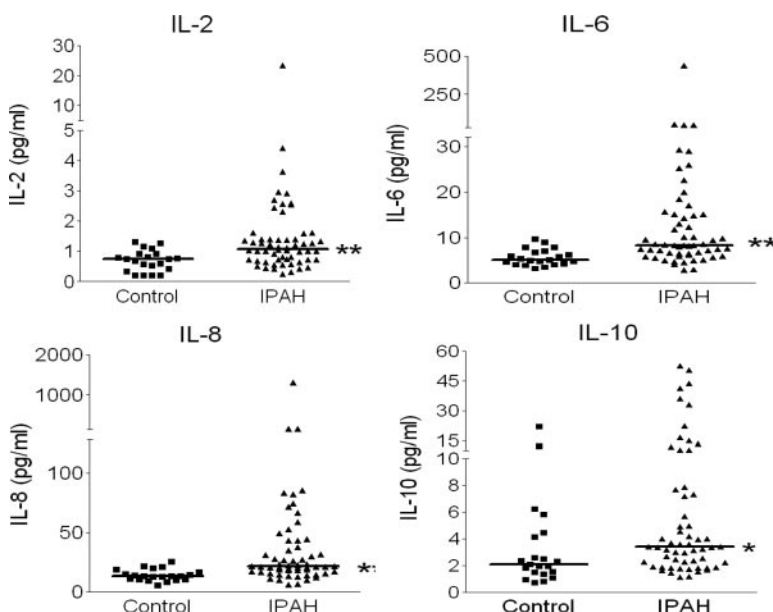 IL-2
30
20
10
5
4
3
2
1
0
IL-2 (pg/ml)
**
Control
IPAH
IL-6
500
250
30
20
10
0
IL-6 (pg/ml)
**
Control
IPAH
IL-8
2000
1000
100
50
0
IL-8 (pg/ml)
**
Control
IPAH
IL-10
60
45
30
15
10
8
6
4
2
0
IL-10 (pg/ml)
*
Control
IPAH